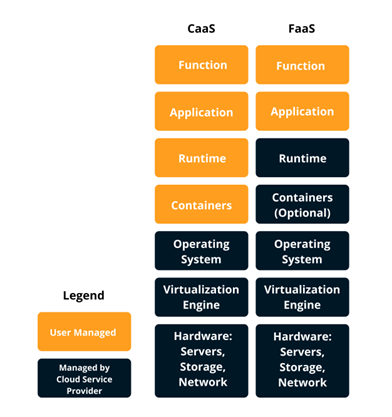 CaaS
FaaS
Function
Function
Application
Application
Runtime
Runtime
Containers
Containers
(Optional)
Operating
System
Operating
System
Virtualization
Engine
Virtualization
Engine
Hardware:
Servers,
Storage,
Network
Hardware:
Servers,
Storage,
Network
Legend
User Managed
Managed by
Cloud Service
Provider